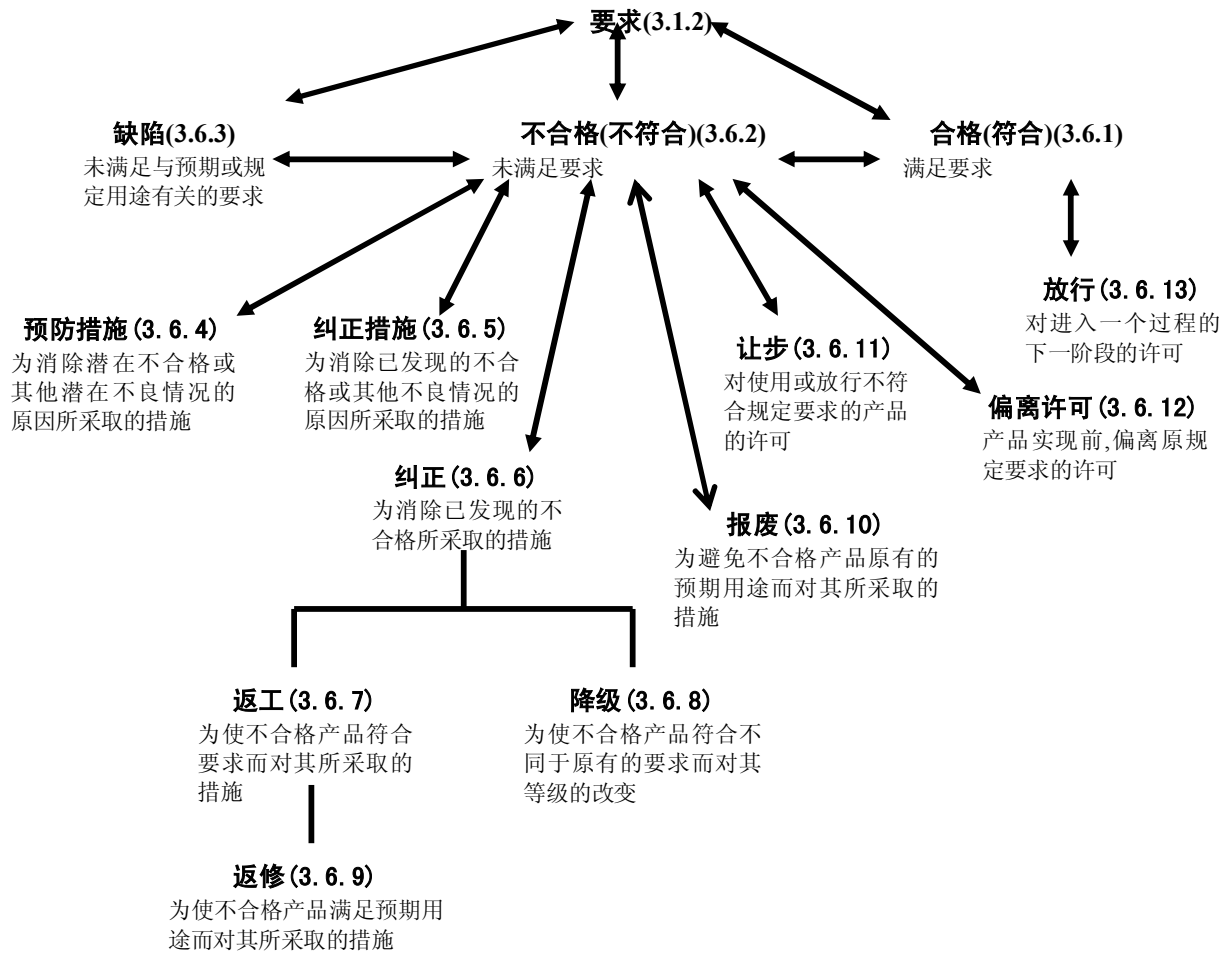 要求(3.1.2)
缺陷(3.6.3)
未满足与预期或规
定用途有关的要求
不合格(不符合)(3.6.2)
未满足要求
合格(符合)(3.6.1)
满足要求
预防措施(3.6.4)
为消除潜在不合格或
其他潜在不良情况的
原因所采取的措施
纠正措施(3.6.5)
为消除已发现的不合
格或其他不良情况的
原因所采取的措施
让步(3.6.11)
对使用或放行不符
合规定要求的产品
的许可
放行(3.6.13)
对进入一个过程的
下一阶段的许可
偏离许可(3.6.12)
产品实现前,偏离原规
定要求的许可
纠正(3.6.6)
为消除已发现的不
合格所采取的措施
报废(3.6.10)
为避免不合格产品原有的
预期用途而对其所采取的
措施
返工(3.6.7)
为使不合格产品符合
要求而对其所采取的
措施
降级(3.6.8)
为使不合格产品符合不
同于原有的要求而对其
等级的改变
返修(3.6.9)
为使不合格产品满足预期用
途而对其所采取的措施